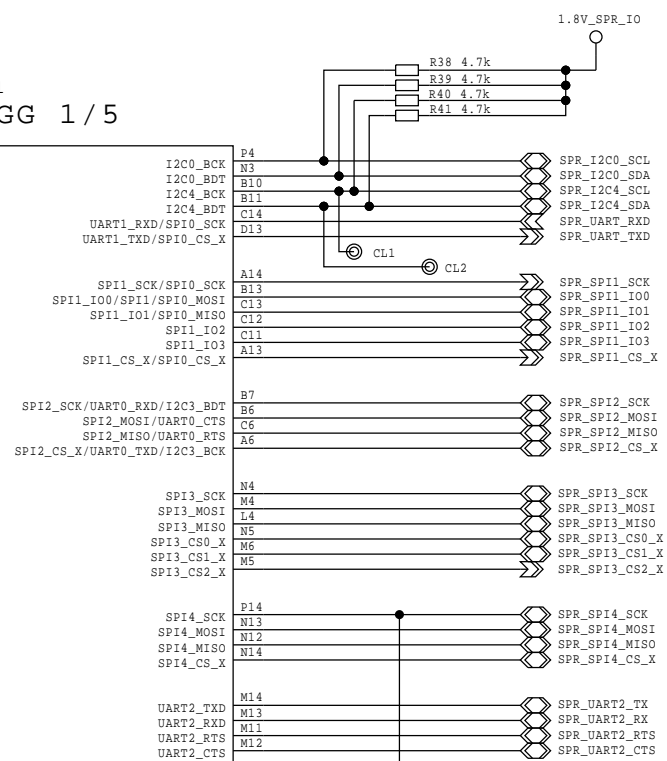 1.8V_SPR_IO
R38 4.7k
R39 4.7k
R40 4.7k
R41 4.7k
GG 1/5
I2C0_BCK P4 SPR_I2C0_SCL
I2C0_BDT N3 SPR_I2C0_SDA
I2C4_BCK B10 SPR_I2C4_SCL
I2C4_BDT B11 SPR_I2C4_SDA
UART1_RXD/SPI0_SCK C14 SPR_UART_RXD
UART1_TXD/SPI0_CS_X D13 SPR_UART_TXD
CL1
CL2
SPI1_SCK/SPI0_SCK A14 SPR_SPI1_SCK
SPI1_IO0/SPI1/SPI0_MOSI B13 SPR_SPI1_IO0
SPI1_IO1/SPI0_MISO C13 SPR_SPI1_IO1
SPI1_IO2 C12 SPR_SPI1_IO2
SPI1_IO3 C11 SPR_SPI1_IO3
SPI1_CS_X/SPI0_CS_X A13 SPR_SPI1_CS_X
SPI2_SCK/UART0_RXD/I2C3_BDT B7 SPR_SPI2_SCK
SPI2_MOSI/UART0_CTS B6 SPR_SPI2_MOSI
SPI2_MISO/UART0_RTS C6 SPR_SPI2_MISO
SPI2_CS_X/UART0_TXD/I2C3_BCK A6 SPR_SPI2_CS_X
SPI3_SCK N4 SPR_SPI3_SCK
SPI3_MOSI M4 SPR_SPI3_MOSI
SPI3_MISO L4 SPR_SPI3_MISO
SPI3_CS0_X N5 SPR_SPI3_CS0_X
SPI3_CS1_X M6 SPR_SPI3_CS1_X
SPI3_CS2_X M5 SPR_SPI3_CS2_X
SPI4_SCK P14 SPR_SPI4_SCK
SPI4_MOSI N13 SPR_SPI4_MOSI
SPI4_MISO N12 SPR_SPI4_MISO
SPI4_CS_X N14 SPR_SPI4_CS_X
UART2_TXD M14 SPR_UART2_TX
UART2_RXD M13 SPR_UART2_RX
UART2_RTS M11 SPR_UART2_RTS
UART2_CTS M12 SPR_UART2_CTS